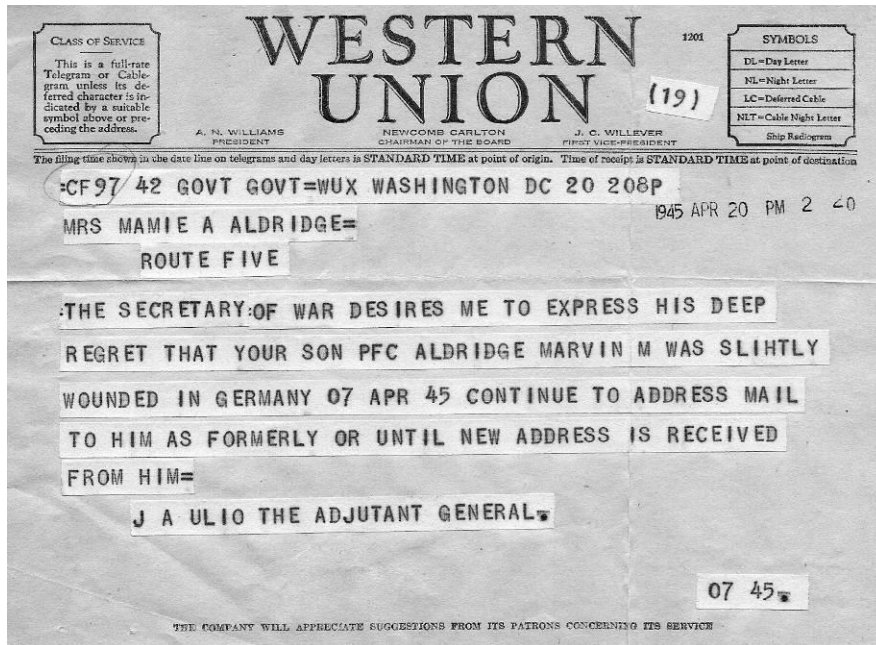 CLASS OF SERVICE
This is a full-rate
Telegram or Cable-
gram unless its de-
ferred character is in-
dicated by a suitable
symbol above or pre-
ceding the address.
WESTERN
UNION
1201
(19)
SYMBOLS
DL=Day Letter
NL=Night Letter
LC=Deferred Cable
NLT=Cable Night Letter
Ship Radiogram
A. N. WILLIAMS
PRESIDENT
NEWCOMB CARLTON
CHAIRMAN OF THE BOARD
J. C. WILLEVER
FIRST VICE-PRESIDENT
The filing time shown in the date line on telegrams and day letters is STANDARD TIME at point of origin. Time of receipt is STANDARD TIME at point of destination
:CF97 42 GOVT GOVT=WUX WASHINGTON DC 20 208P
1945 APR 20 PM 2 40
MRS MAMIE A ALDRIDGE=
ROUTE FIVE
:THE SECRETARY:OF WAR DESIRES ME TO EXPRESS HIS DEEP
REGRET THAT YOUR SON PFC ALDRIDGE MARVIN M WAS SLIHTLY
WOUNDED IN GERMANY 07 APR 45 CONTINUE TO ADDRESS MAIL
TO HIM AS FORMERLY OR UNTIL NEW ADDRESS IS RECEIVED
FROM HIM=
J A ULIO THE ADJUTANT GENERAL.
07 45.
THE COMPANY WILL APPRECIATE SUGGESTIONS FROM ITS PATRONS CONCERNING ITS SERVICE